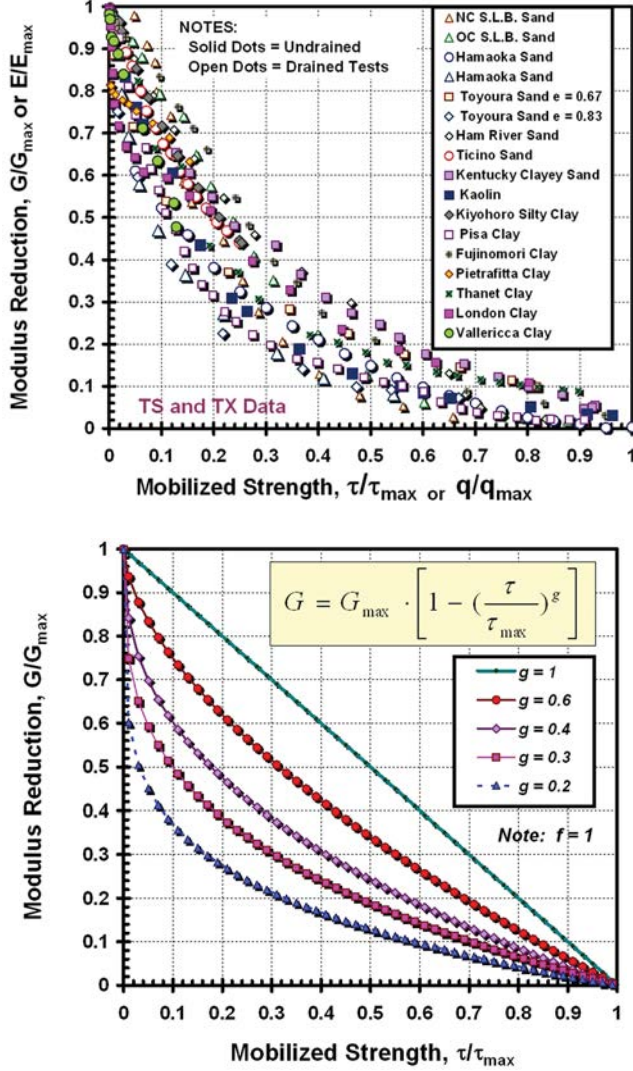 Modulus Reduction, G/Gmax or E/Emax
1
0.9
0.8
0.7
0.6
0.5
0.4
0.3
0.2
0.1
0
NOTES:
Solid Dots = Undrained
Open Dots = Drained Tests
NC S.L.B. Sand
OC S.L.B. Sand
Hamaoka Sand
Hamaoka Sand
Toyoura Sand e = 0.67
Toyoura Sand e = 0.83
Ham River Sand
Ticino Sand
Kentucky Clayey Sand
Kaolin
Kiyohoro Silty Clay
Pisa Clay
Fujinomori Clay
Pietrafitta Clay
Thanet Clay
London Clay
Vallericca Clay
TS and TX Data
0 0.1 0.2 0.3 0.4 0.5 0.6 0.7 0.8 0.9 1
Mobilized Strength, τ/τmax or q/qmax
Modulus Reduction, G/Gmax
1
0.9
0.8
0.7
0.6
0.5
0.4
0.3
0.2
0.1
0
G = Gmax · [1 − (τ/τmax)^g]
g = 1
g = 0.6
g = 0.4
g = 0.3
g = 0.2
Note: f = 1
0 0.1 0.2 0.3 0.4 0.5 0.6 0.7 0.8 0.9 1
Mobilized Strength, τ/τmax